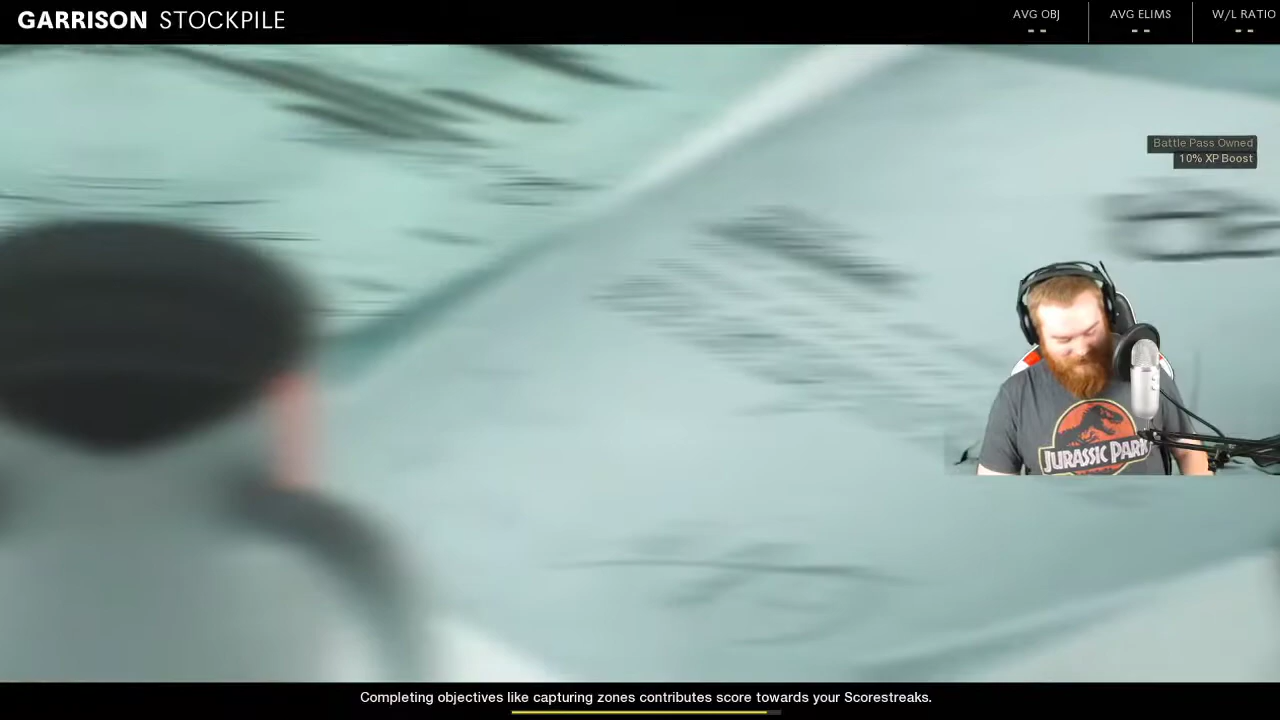 GARRISON STOCKPILE
AVG OBJ
AVG ELIMS
W/L RATIO
--
--
--
Battle Pass Owned
10% XP Boost
JURASSIC PARK
Completing objectives like capturing zones contributes score towards your Scorestreaks.